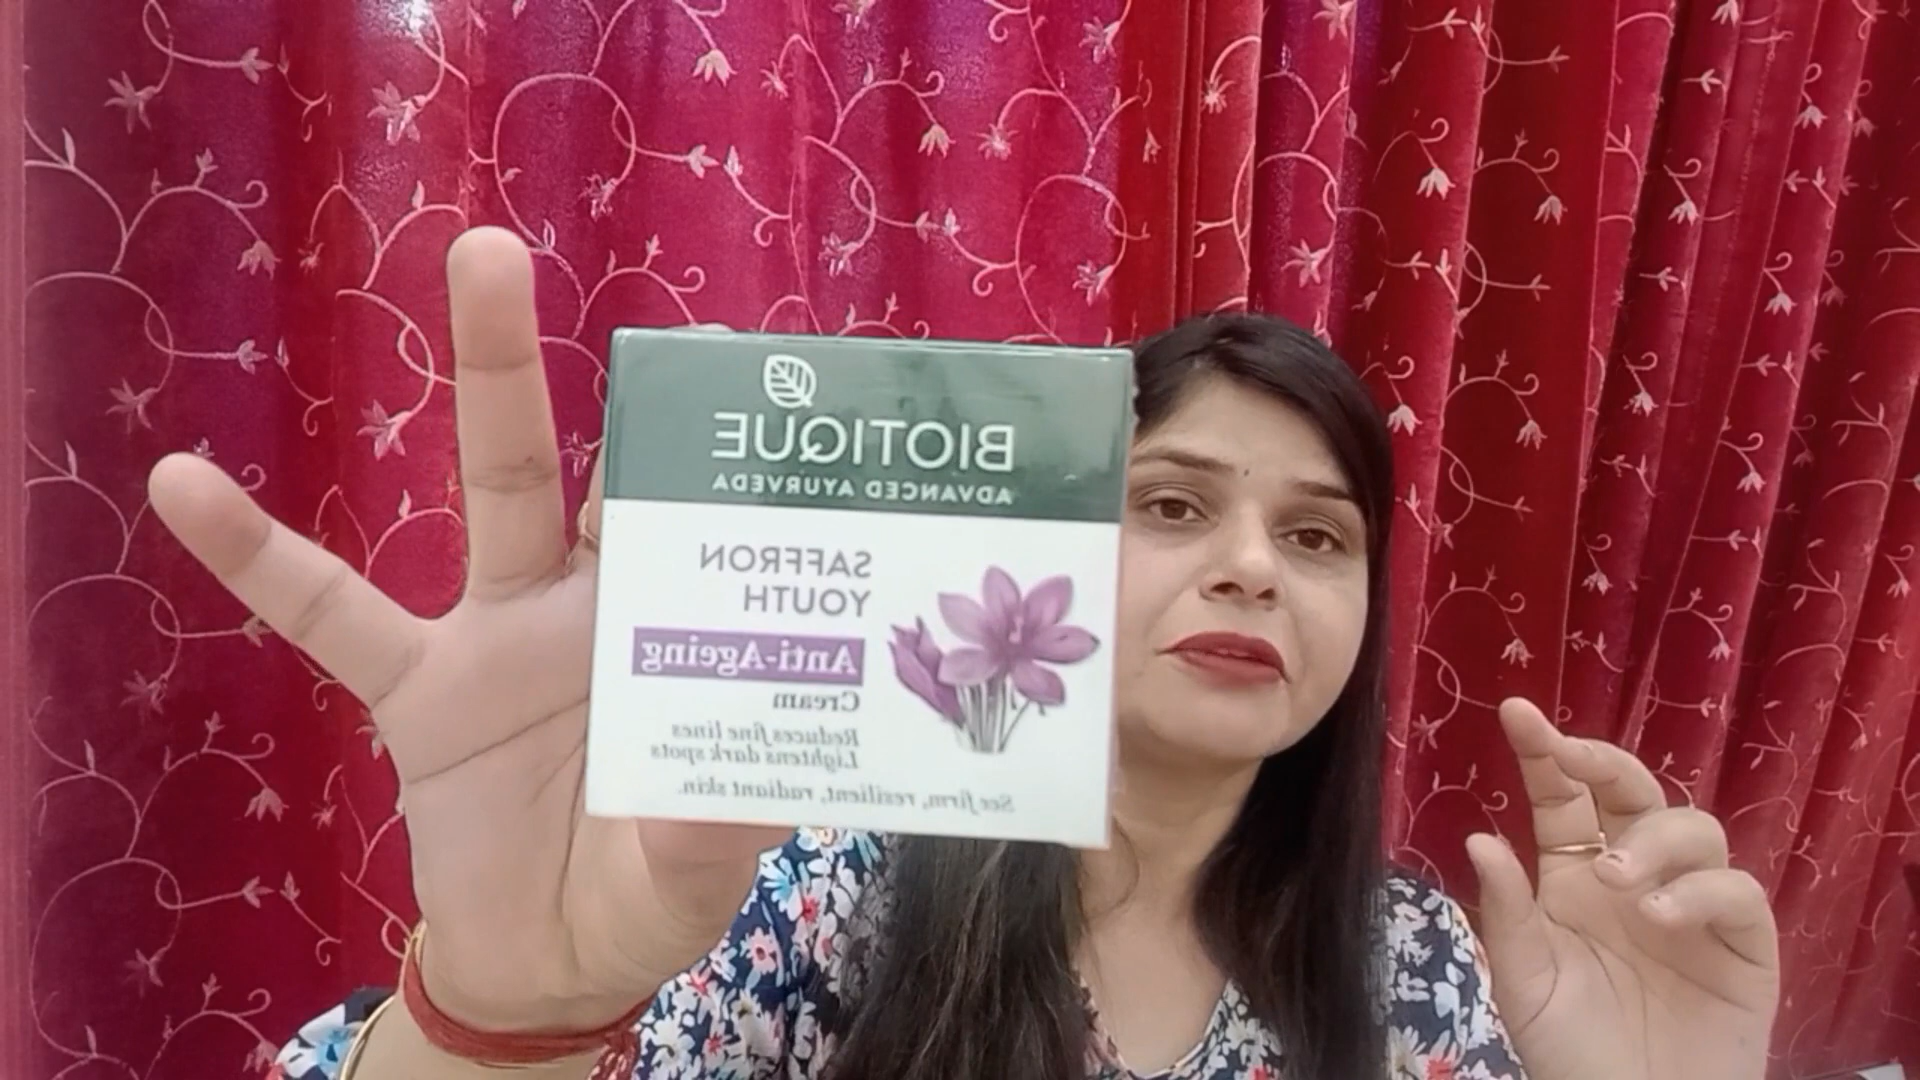 BIOTIQUE
ADVANCED AYURVEDA
SAFFRON
YOUTH
Anti-Ageing
Cream
Reduces fine lines
Lightens dark spots
See firm, resilient, radiant skin.